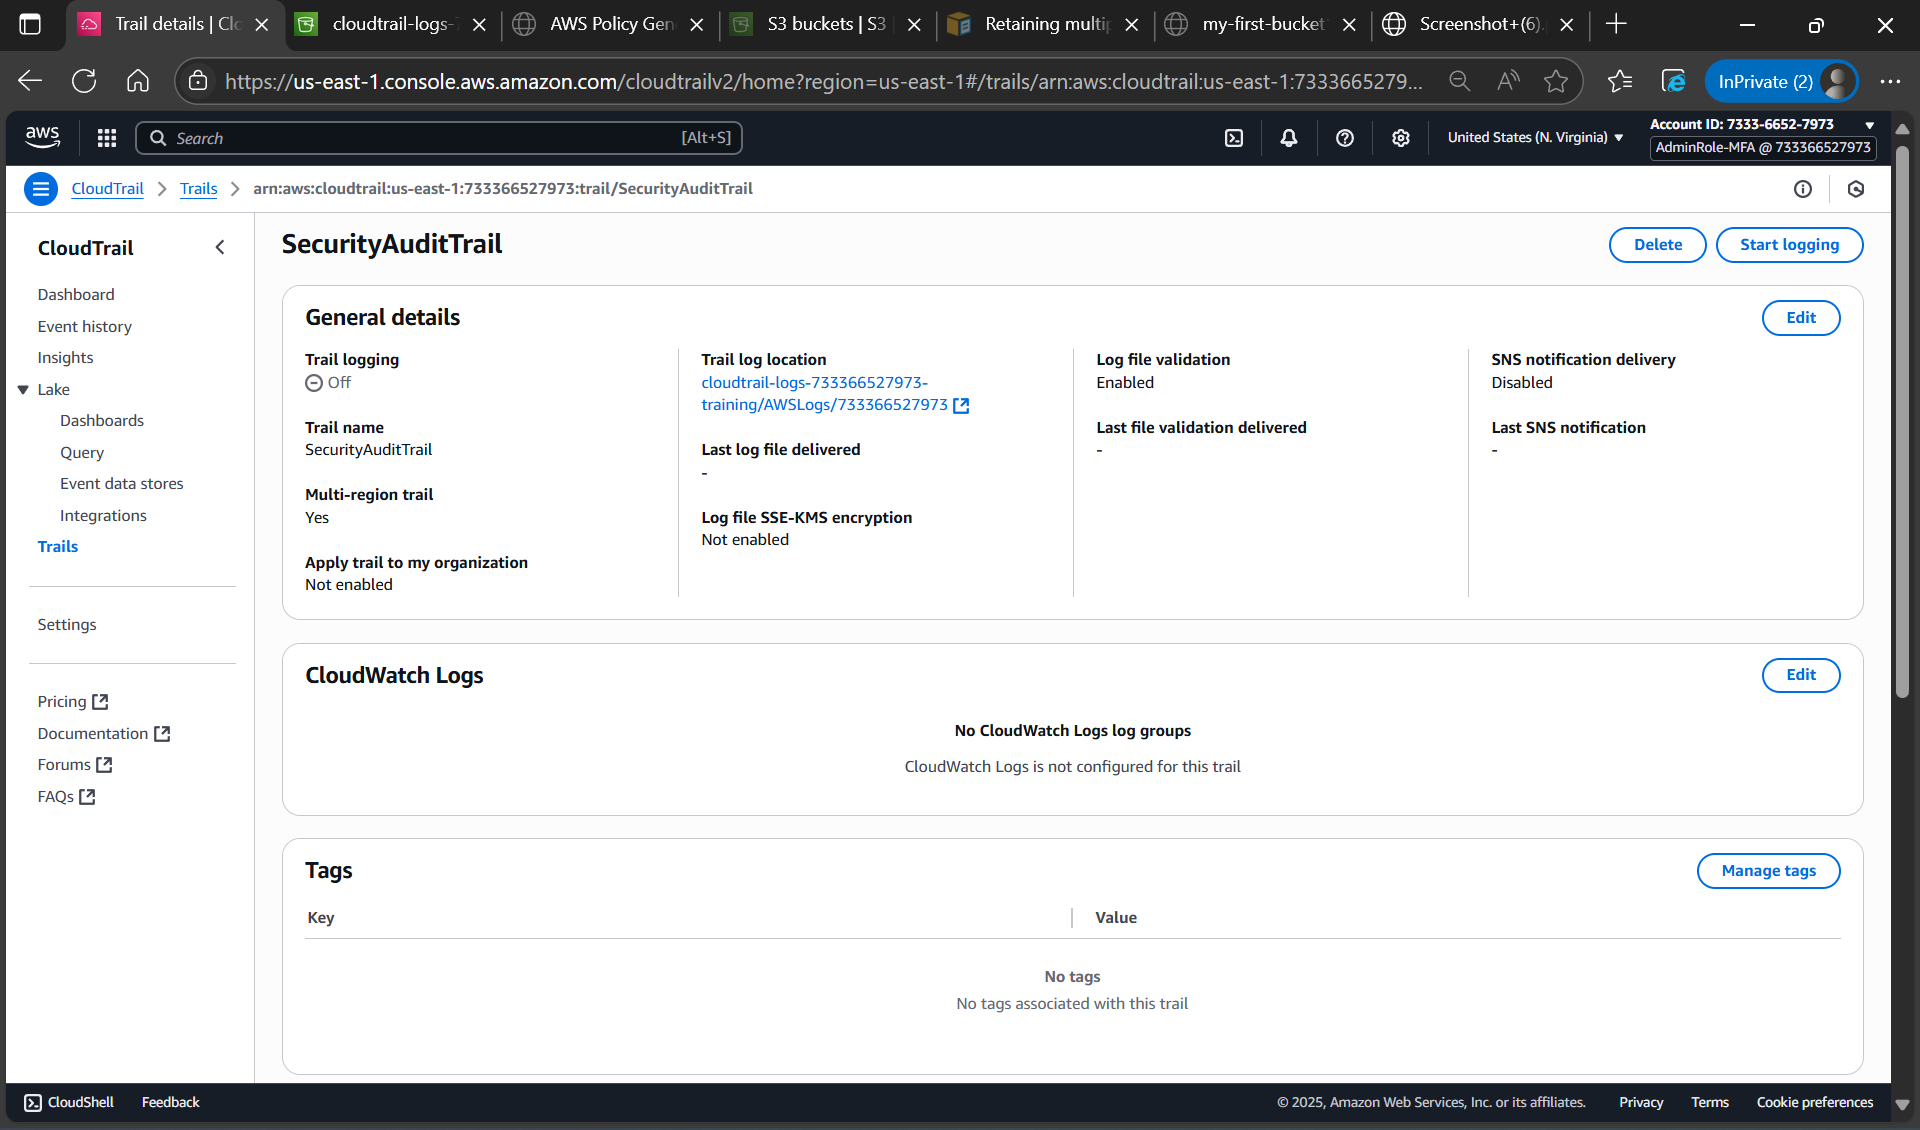 Trail details | Clo
cloudtrail-logs-7
AWS Policy Gen
S3 buckets | S3
Retaining multip
my-first-bucket
Screenshot+(6).
https://us-east-1.console.aws.amazon.com/cloudtrailv2/home?region=us-east-1#/trails/arn:aws:cloudtrail:us-east-1:7333665279...
InPrivate (2)
aws
Search
[Alt+S]
United States (N. Virginia)
Account ID: 7333-6652-7973
AdminRole-MFA @ 733366527973
CloudTrail
Trails
arn:aws:cloudtrail:us-east-1:733366527973:trail/SecurityAuditTrail
CloudTrail
Dashboard
Event history
Insights
Lake
Dashboards
Query
Event data stores
Integrations
Trails
Settings
Pricing
Documentation
Forums
FAQs
SecurityAuditTrail
Delete
Start logging
General details
Edit
Trail logging
Off
Trail name
SecurityAuditTrail
Multi-region trail
Yes
Apply trail to my organization
Not enabled
Trail log location
cloudtrail-logs-733366527973-
training/AWSLogs/733366527973
Last log file delivered
-
Log file SSE-KMS encryption
Not enabled
Log file validation
Enabled
Last file validation delivered
-
SNS notification delivery
Disabled
Last SNS notification
-
CloudWatch Logs
Edit
No CloudWatch Logs log groups
CloudWatch Logs is not configured for this trail
Tags
Manage tags
Key
Value
No tags
No tags associated with this trail
CloudShell
Feedback
© 2025, Amazon Web Services, Inc. or its affiliates.
Privacy
Terms
Cookie preferences